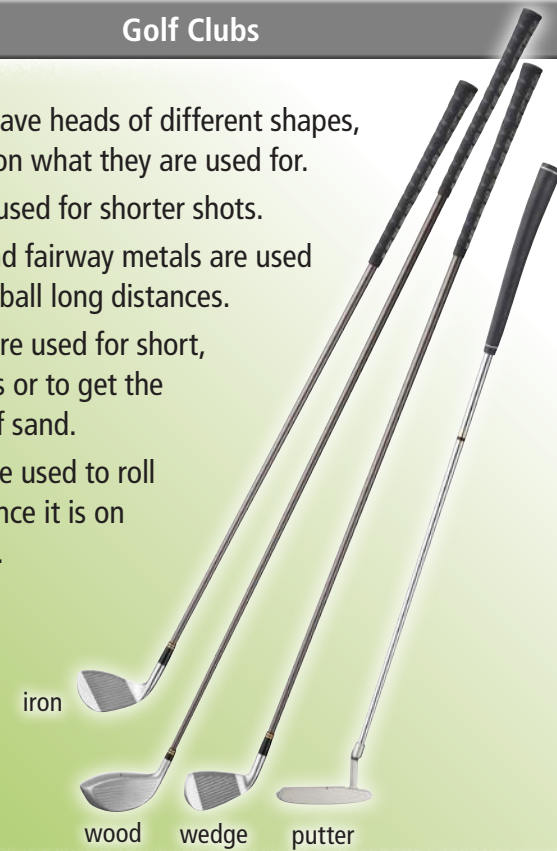 Golf Clubs
ave heads of different shapes,
on what they are used for.
used for shorter shots.
d fairway metals are used
ball long distances.
re used for short,
s or to get the
f sand.
e used to roll
nce it is on
.
iron
wood wedge putter